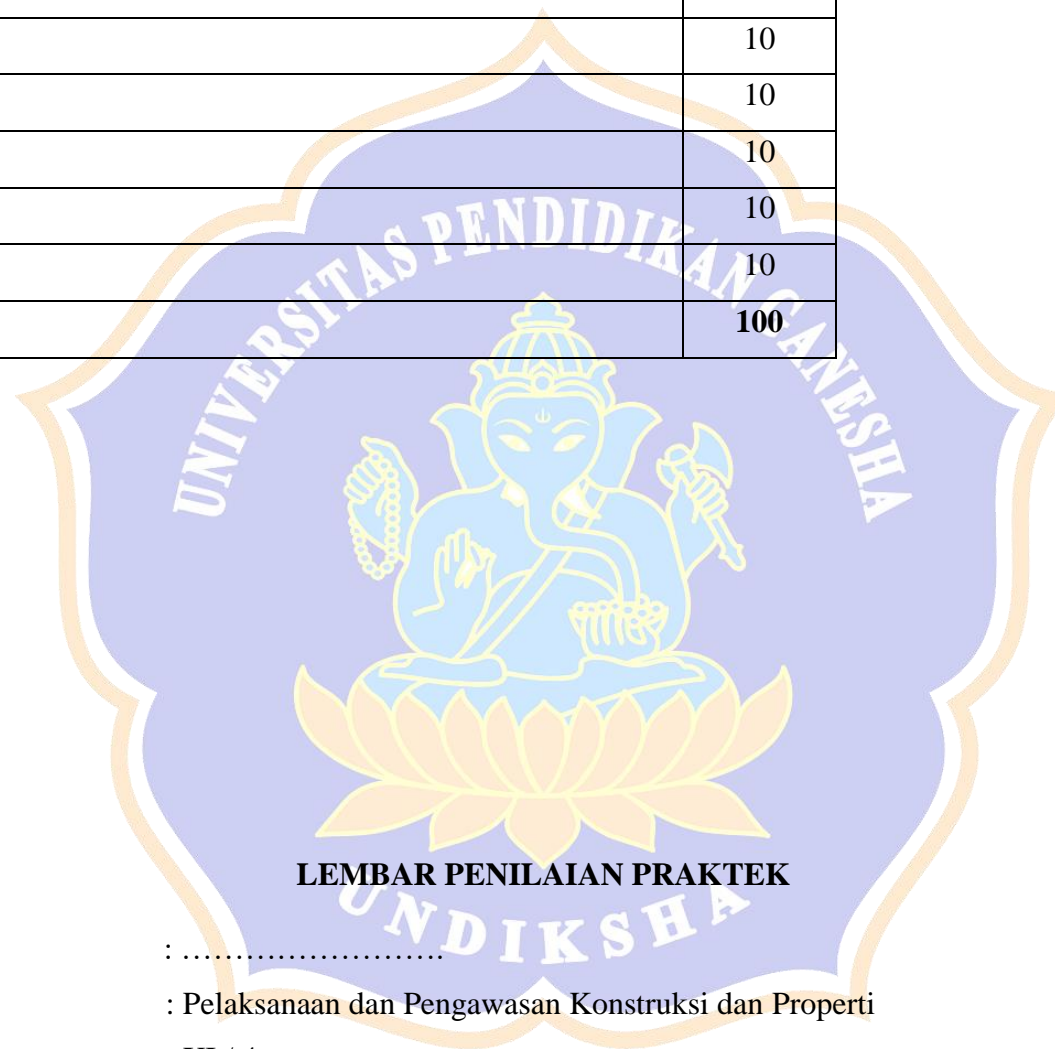 10
10
10
10
10
100
UNIVERSITAS PENDIDIKAN GANESHA
LEMBAR PENILAIAN PRAKTEK
UNDIKSHA
: ……………………….
: Pelaksanaan dan Pengawasan Konstruksi dan Properti